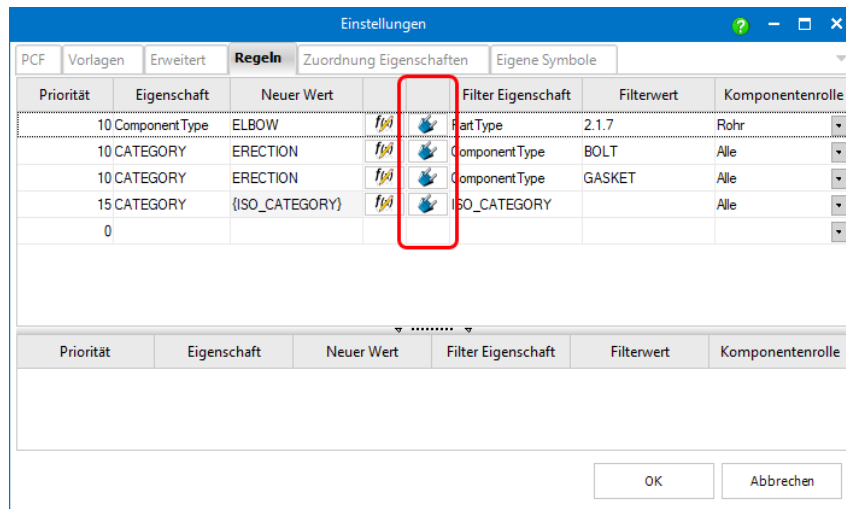 Einstellungen
PCF Vorlagen Erweitert Regeln Zuordnung Eigenschaften Eigene Symbole
Priorität Eigenschaft Neuer Wert Filter Eigenschaft Filterwert Komponentenrolle
10 ComponentType ELBOW f(x) PartType 2.1.7 Rohr
10 CATEGORY ERECTION f(x) ComponentType BOLT Alle
10 CATEGORY ERECTION f(x) ComponentType GASKET Alle
15 CATEGORY {ISO_CATEGORY} f(x) ISO_CATEGORY Alle
0
Priorität Eigenschaft Neuer Wert Filter Eigenschaft Filterwert Komponentenrolle
OK Abbrechen